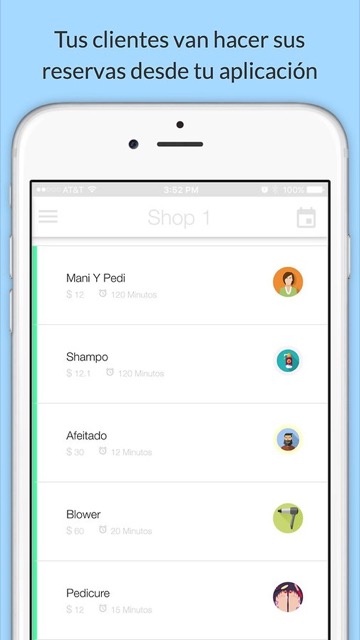 Tus clientes van hacer sus
reservas desde tu aplicación
AT&T 3:52 PM 100%
Shop 1
Mani Y Pedi
$ 12 120 Minutos
Shampo
$ 12.1 120 Minutos
Afeitado
$ 30 12 Minutos
Blower
$ 60 20 Minutos
Pedicure
$ 12 15 Minutos